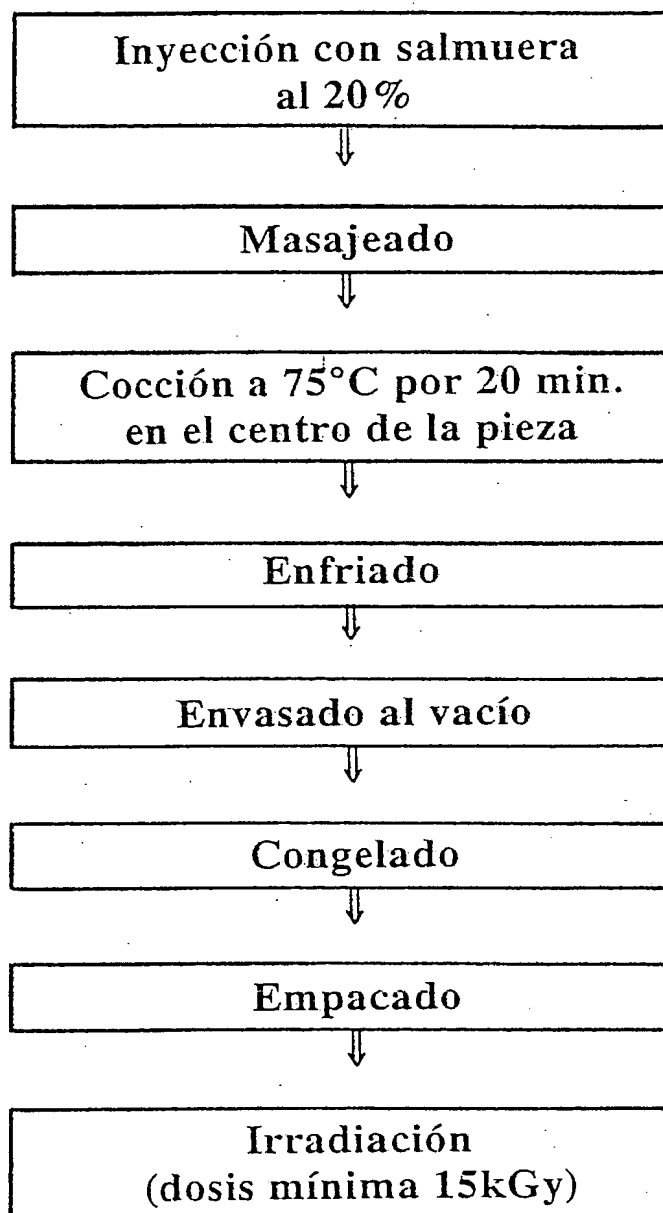 Inyección con salmuera
al 20%
Masajeado
Cocción a 75°C por 20 min.
en el centro de la pieza
Enfriado
Envasado al vacío
Congelado
Empacado
Irradiación
(dosis mínima 15kGy)